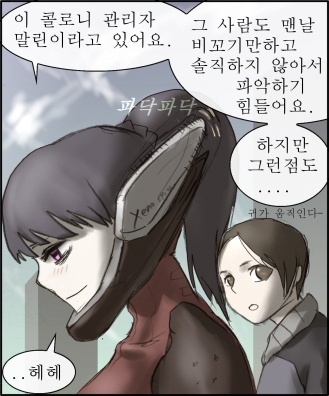 이 콜로니 관리자
말린이라고 있어요.
그 사람도 맨날
비꼬기만하고
솔직하지 않아서
파악하기
힘들어요.
파닥파닥
하지만
그런점도
....
귀가 움직인다-
..헤헤